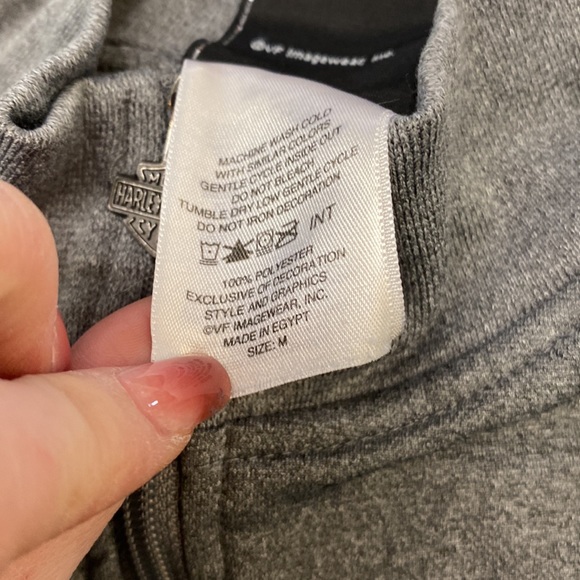 ©VF Imagewear
MACHINE WASH COLD
WITH SIMILAR COLORS
GENTLE CYCLE INSIDE OUT
DO NOT BLEACH
TUMBLE DRY LOW GENTLE CYCLE
DO NOT IRON DECORATION
INT
100% POLYESTER
EXCLUSIVE OF DECORATION
STYLE AND GRAPHICS
©VF IMAGEWEAR, INC.
MADE IN EGYPT
SIZE: M